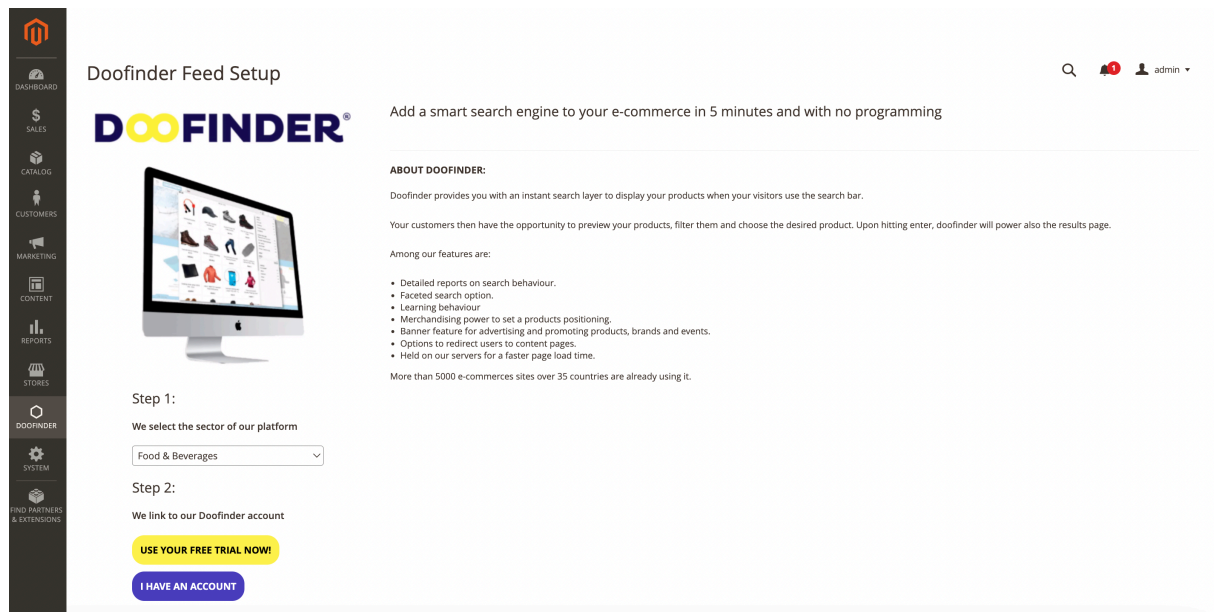 DASHBOARD
SALES
CATALOG
CUSTOMERS
MARKETING
CONTENT
REPORTS
STORES
DOOFINDER
SYSTEM
FIND PARTNERS
& EXTENSIONS
Doofinder Feed Setup
1
admin
DOOFINDER®
Add a smart search engine to your e-commerce in 5 minutes and with no programming
ABOUT DOOFINDER:
Doofinder provides you with an instant search layer to display your products when your visitors use the search bar.
Your customers then have the opportunity to preview your products, filter them and choose the desired product. Upon hitting enter, doofinder will power also the results page.
Among our features are:
• Detailed reports on search behaviour.
• Faceted search option.
• Learning behaviour
• Merchandising power to set a products positioning.
• Banner feature for advertising and promoting products, brands and events.
• Options to redirect users to content pages.
• Held on our servers for a faster page load time.
More than 5000 e-commerces sites over 35 countries are already using it.
Step 1:
We select the sector of our platform
Food & Beverages
Step 2:
We link to our Doofinder account
USE YOUR FREE TRIAL NOW!
I HAVE AN ACCOUNT